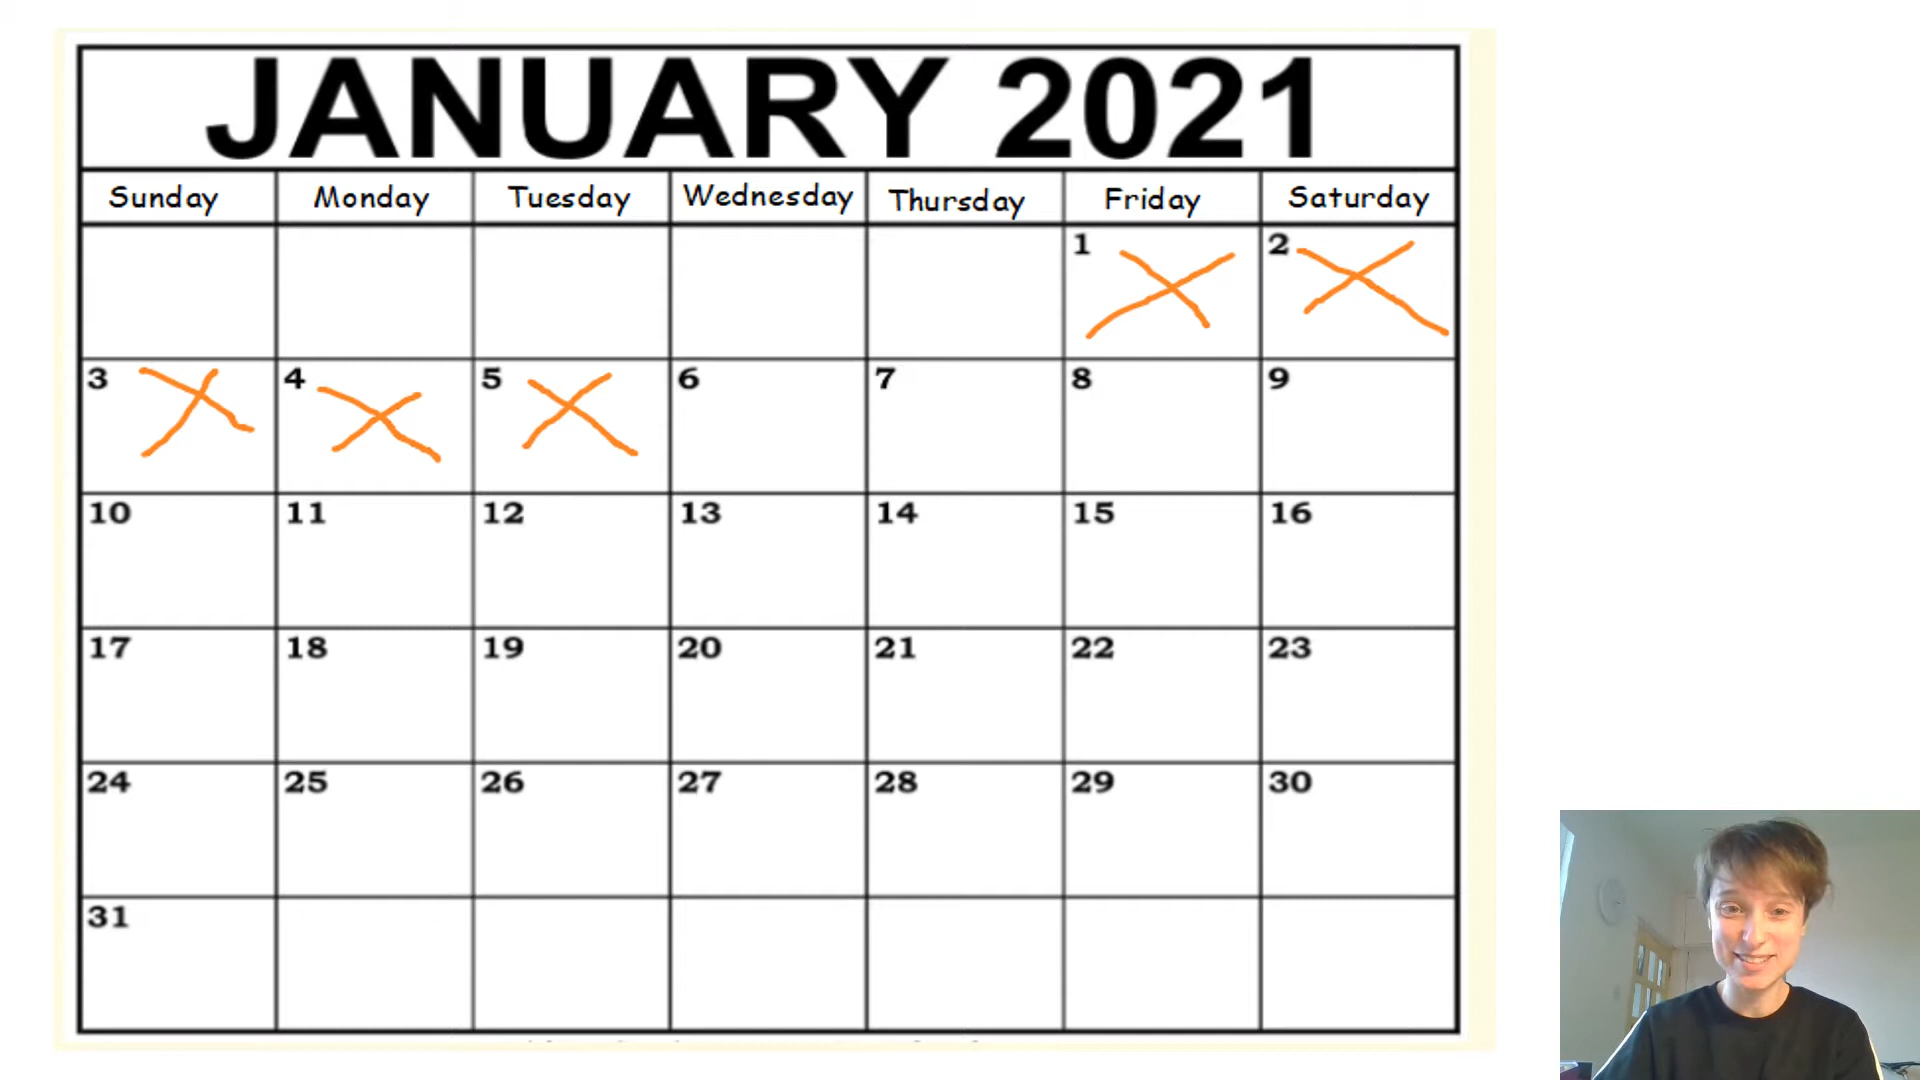 JANUARY 2021
Sunday Monday Tuesday Wednesday Thursday Friday Saturday
1 2
3 4 5 6 7 8 9
10 11 12 13 14 15 16
17 18 19 20 21 22 23
24 25 26 27 28 29 30
31